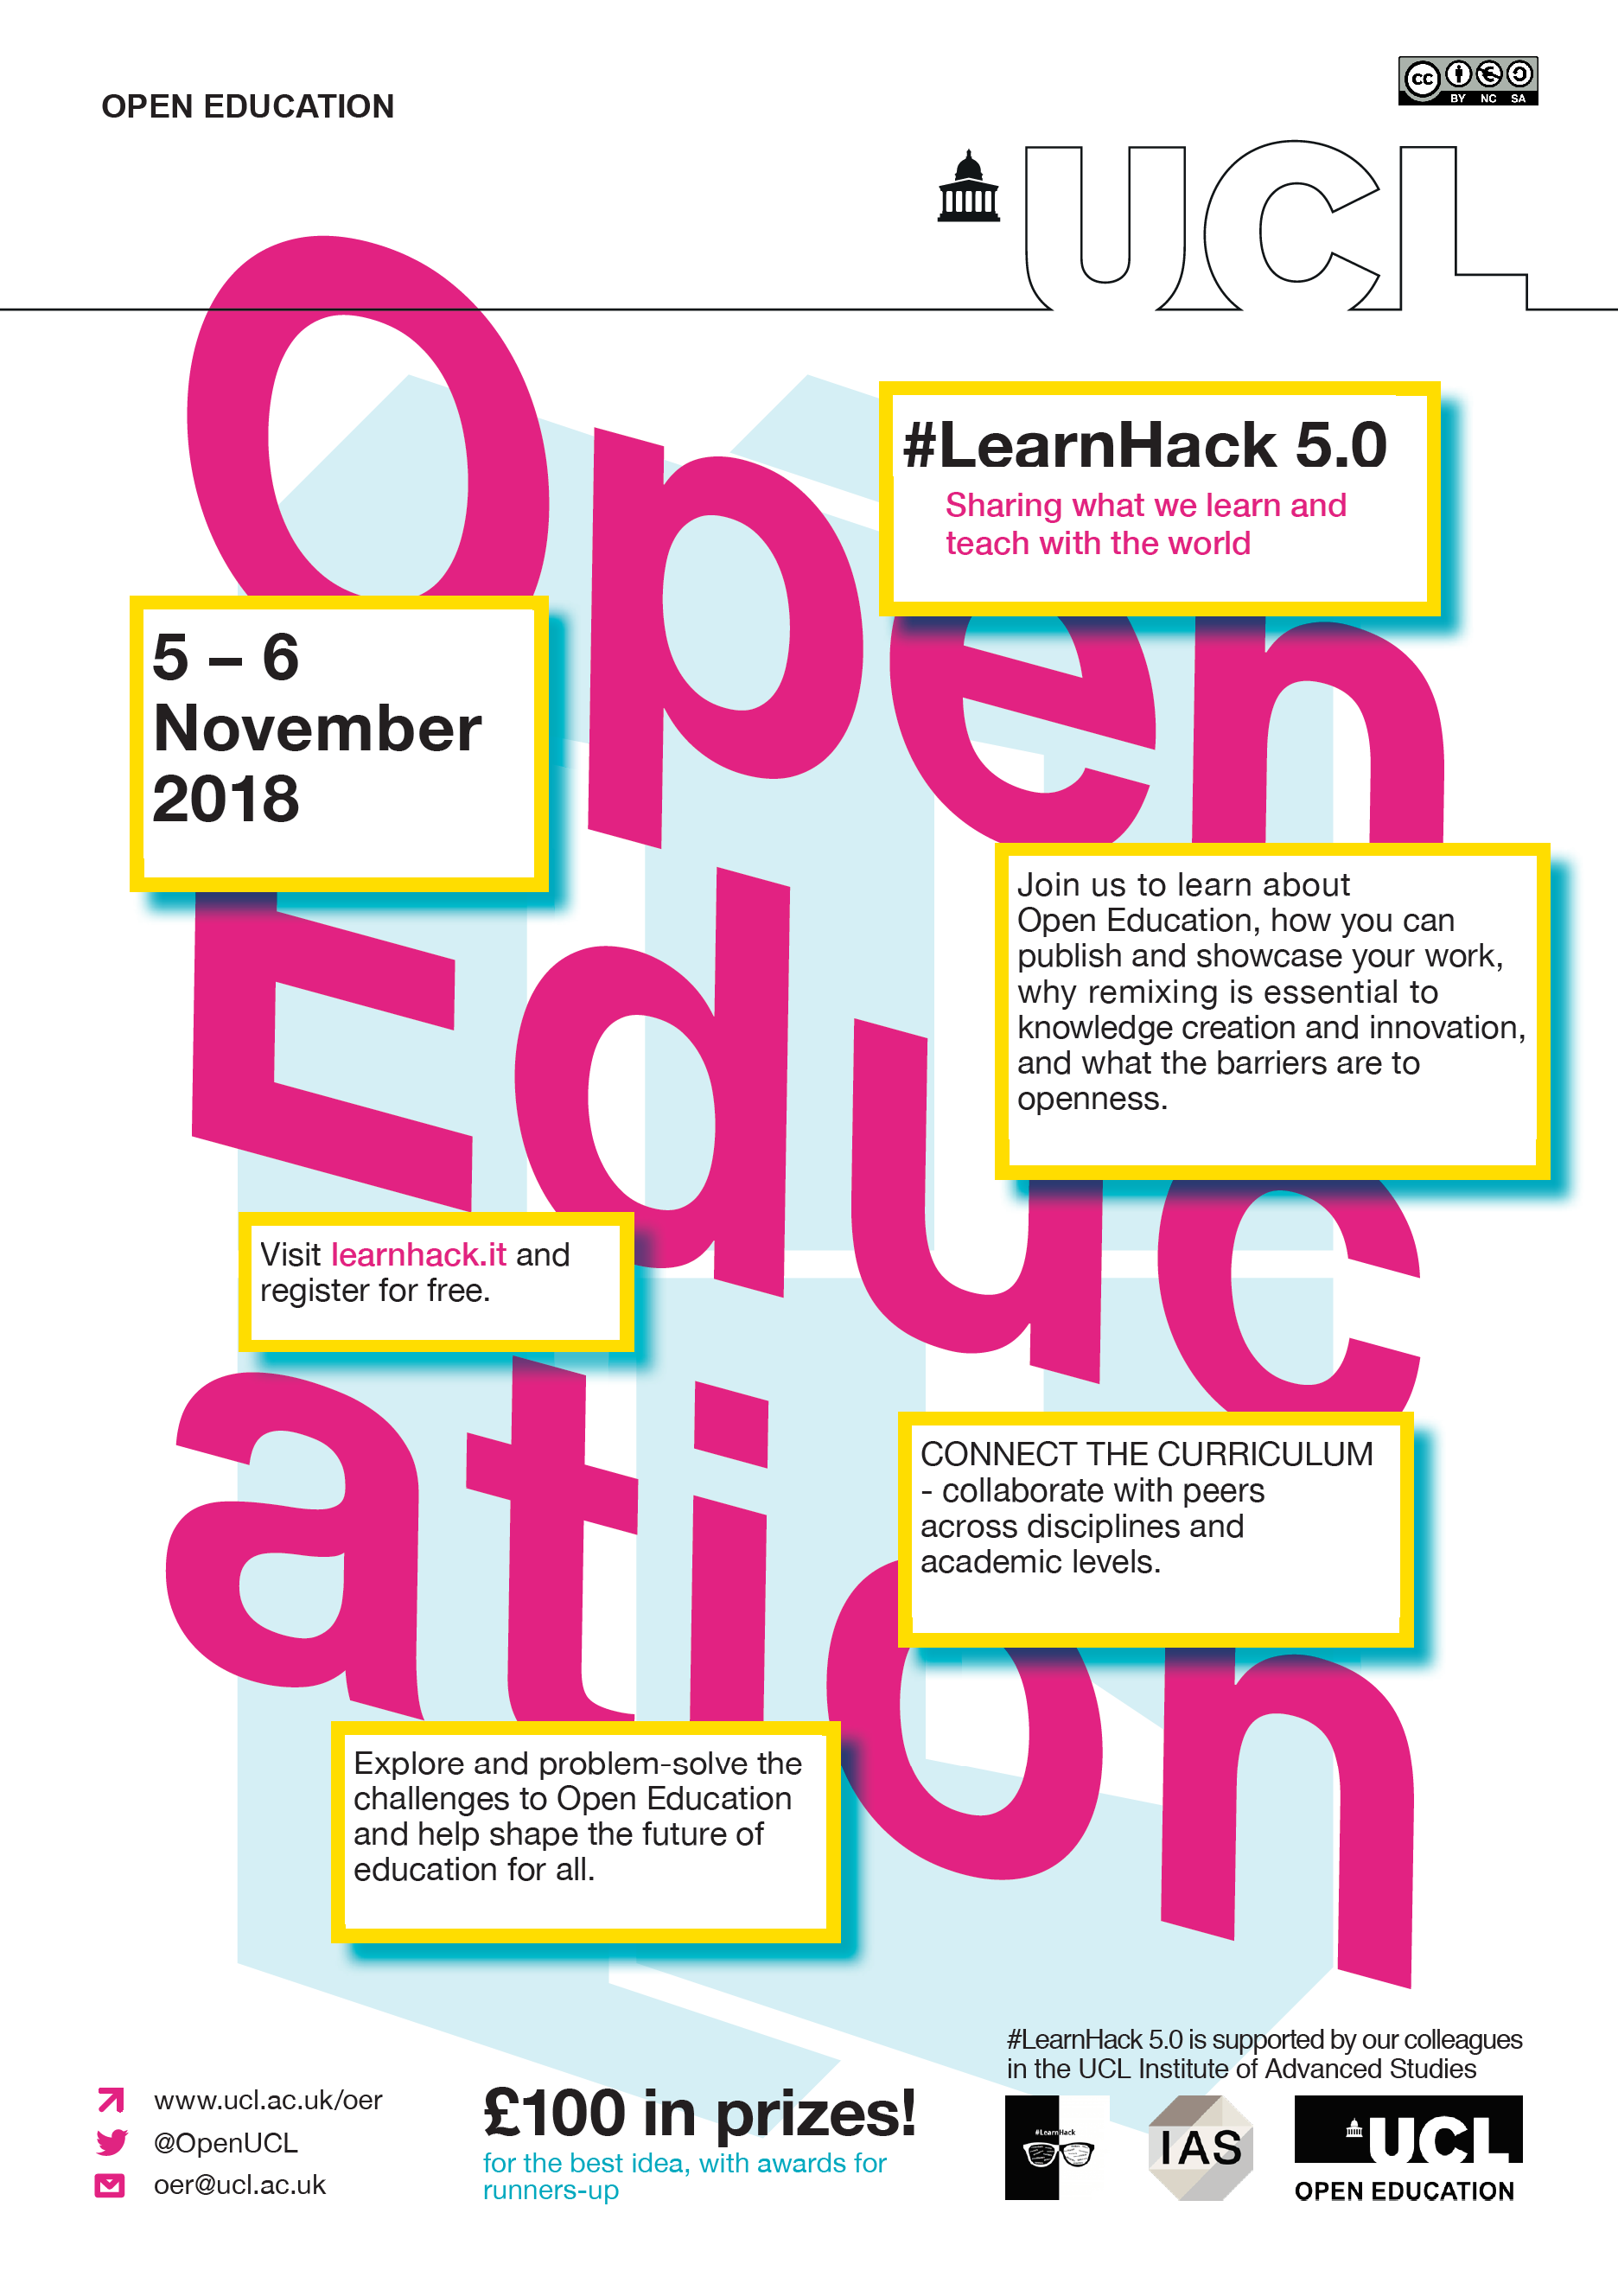 OPEN EDUCATION
CC BY NC SA
UCL
Open
#LearnHack 5.0
Sharing what we learn and
teach with the world
5 – 6
November
2018
Join us to learn about
Open Education, how you can
publish and showcase your work,
why remixing is essential to
knowledge creation and innovation,
and what the barriers are to
openness.
Educ
Visit learnhack.it and
register for free.
ation
CONNECT THE CURRICULUM
- collaborate with peers
across disciplines and
academic levels.
Explore and problem-solve the
challenges to Open Education
and help shape the future of
education for all.
www.ucl.ac.uk/oer
@OpenUCL
oer@ucl.ac.uk
£100 in prizes!
for the best idea, with awards for
runners-up
#LearnHack 5.0 is supported by our colleagues
in the UCL Institute of Advanced Studies
#LearnHack
IAS
UCL
OPEN EDUCATION